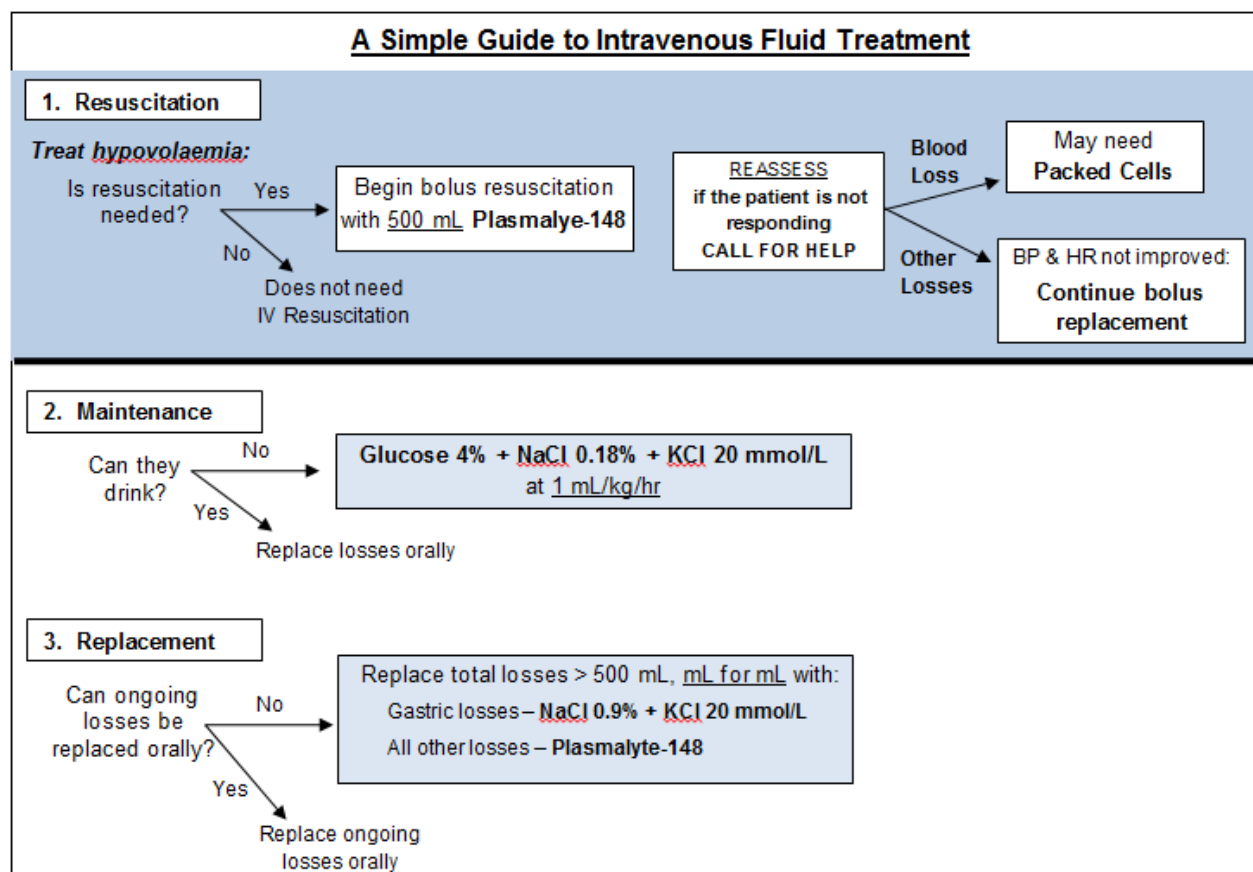 A Simple Guide to Intravenous Fluid Treatment
1. Resuscitation
Treat hypovolaemia:
Is resuscitation
needed?
Yes
No
Begin bolus resuscitation
with 500 mL Plasmalye-148
Does not need
IV Resuscitation
REASSESS
if the patient is not
responding
CALL FOR HELP
Blood
Loss
May need
Packed Cells
Other
Losses
BP & HR not improved:
Continue bolus
replacement
2. Maintenance
Can they
drink?
No
Yes
Glucose 4% + NaCl 0.18% + KCl 20 mmol/L
at 1 mL/kg/hr
Replace losses orally
3. Replacement
Can ongoing
losses be
replaced orally?
No
Yes
Replace total losses > 500 mL, mL for mL with:
Gastric losses – NaCl 0.9% + KCl 20 mmol/L
All other losses – Plasmalyte-148
Replace ongoing
losses orally